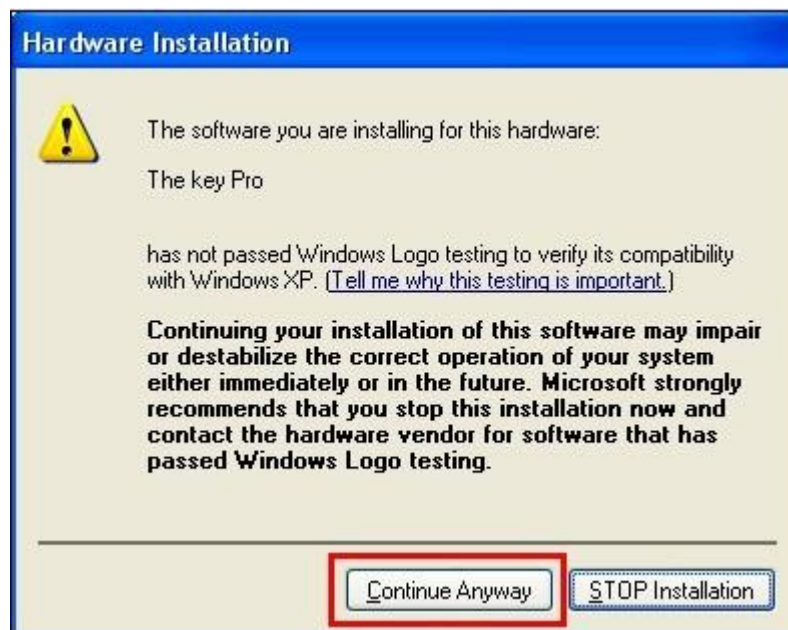 Hardware Installation
The software you are installing for this hardware:
The key Pro
has not passed Windows Logo testing to verify its compatibility
with Windows XP. (Tell me why this testing is important.)
Continuing your installation of this software may impair
or destabilize the correct operation of your system
either immediately or in the future. Microsoft strongly
recommends that you stop this installation now and
contact the hardware vendor for software that has
passed Windows Logo testing.
Continue Anyway STOP Installation